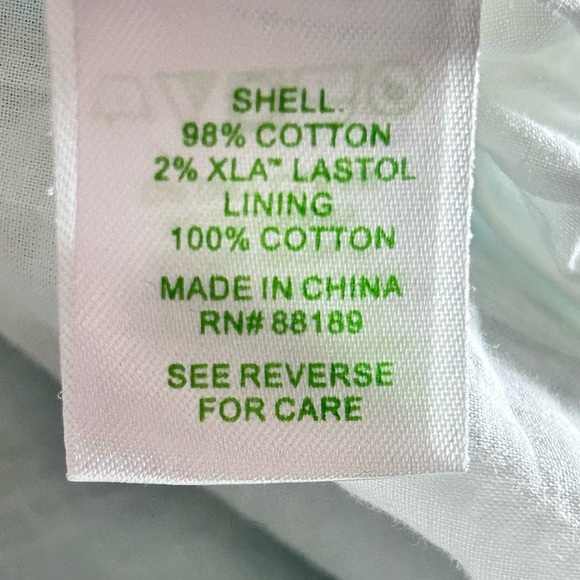 SHELL.
98% COTTON
2% XLA™ LASTOL
LINING
100% COTTON
MADE IN CHINA
RN# 88189
SEE REVERSE
FOR CARE